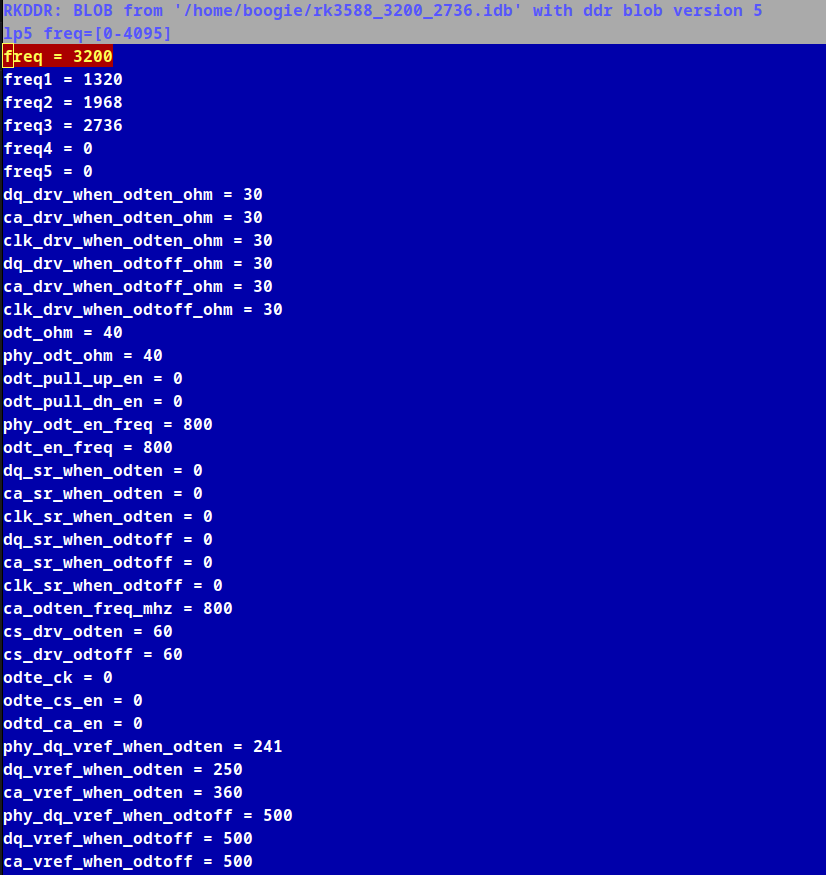 RKDDR: BLOB from '/home/boogie/rk3588_3200_2736.idb' with ddr blob version 5
lp5 freq=[0-4095]
freq = 3200
freq1 = 1320
freq2 = 1968
freq3 = 2736
freq4 = 0
freq5 = 0
dq_drv_when_odten_ohm = 30
ca_drv_when_odten_ohm = 30
clk_drv_when_odten_ohm = 30
dq_drv_when_odtoff_ohm = 30
ca_drv_when_odtoff_ohm = 30
clk_drv_when_odtoff_ohm = 30
odt_ohm = 40
phy_odt_ohm = 40
odt_pull_up_en = 0
odt_pull_dn_en = 0
phy_odt_en_freq = 800
odt_en_freq = 800
dq_sr_when_odten = 0
ca_sr_when_odten = 0
clk_sr_when_odten = 0
dq_sr_when_odtoff = 0
ca_sr_when_odtoff = 0
clk_sr_when_odtoff = 0
ca_odten_freq_mhz = 800
cs_drv_odten = 60
cs_drv_odtoff = 60
odte_ck = 0
odte_cs_en = 0
odtd_ca_en = 0
phy_dq_vref_when_odten = 241
dq_vref_when_odten = 250
ca_vref_when_odten = 360
phy_dq_vref_when_odtoff = 500
dq_vref_when_odtoff = 500
ca_vref_when_odtoff = 500